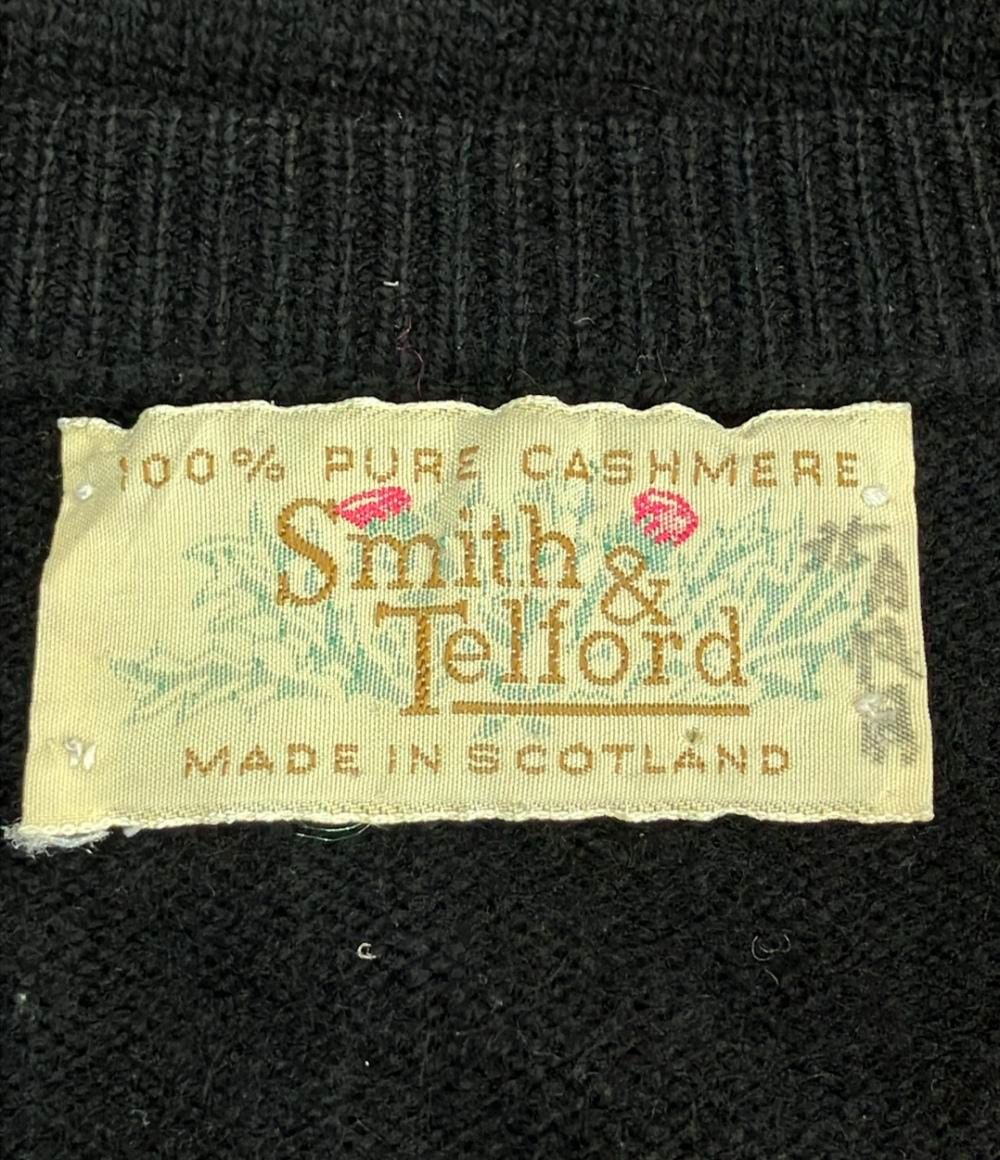 100% PURE CASHMERE
Smith &
Telford
MADE IN SCOTLAND